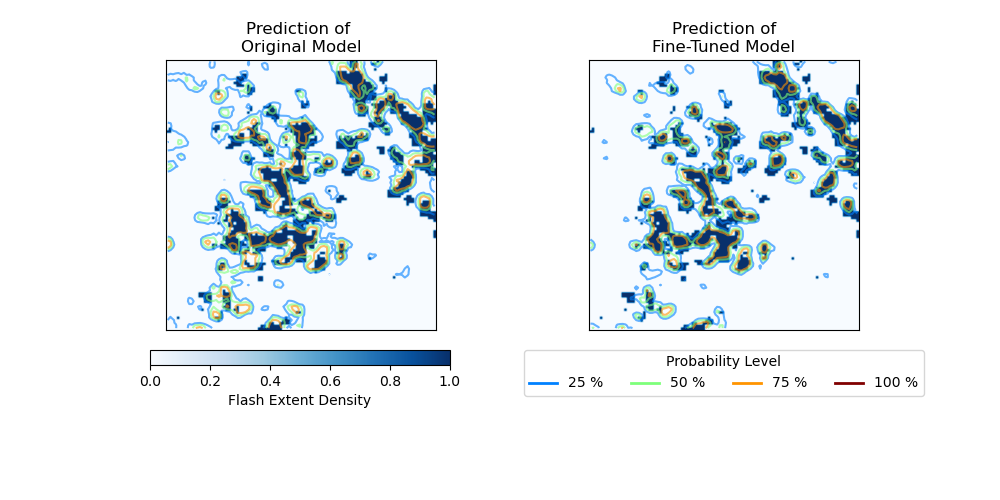 Prediction of
Original Model
Prediction of
Fine-Tuned Model
0.0 0.2 0.4 0.6 0.8 1.0
Flash Extent Density
Probability Level
25 % 50 % 75 % 100 %